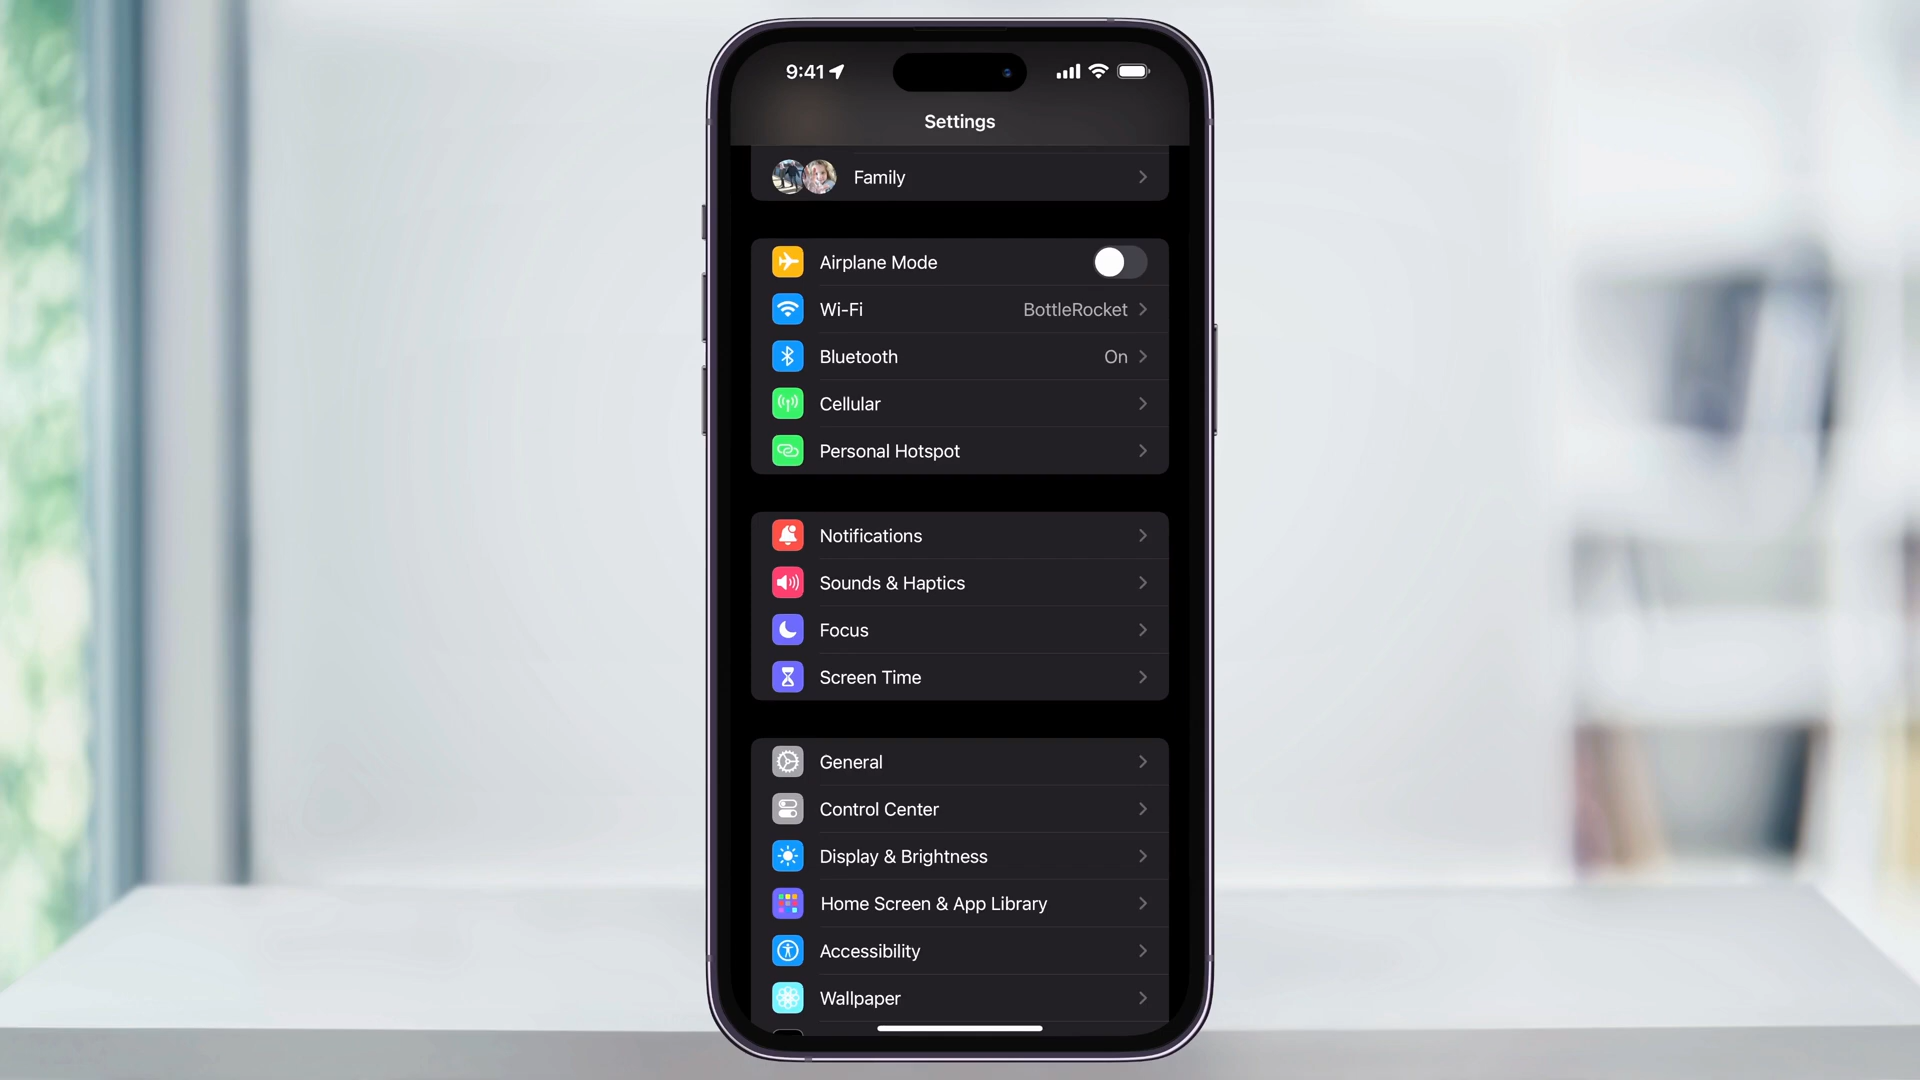 9:41
Settings
Family
Airplane Mode
Wi-Fi BottleRocket
Bluetooth On
Cellular
Personal Hotspot
Notifications
Sounds & Haptics
Focus
Screen Time
General
Control Center
Display & Brightness
Home Screen & App Library
Accessibility
Wallpaper